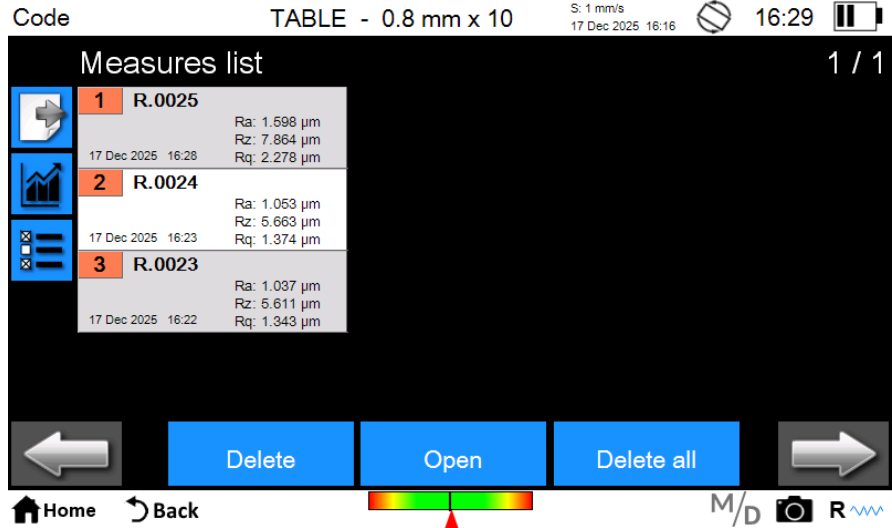 Code TABLE - 0.8 mm x 10 S: 1 mm/s 16:29
17 Dec 2025 16:16
Measures list 1 / 1
1 R.0025
Ra: 1.598 µm
Rz: 7.864 µm
17 Dec 2025 16:28 Rq: 2.278 µm
2 R.0024
Ra: 1.053 µm
Rz: 5.663 µm
17 Dec 2025 16:23 Rq: 1.374 µm
3 R.0023
Ra: 1.037 µm
Rz: 5.611 µm
17 Dec 2025 16:22 Rq: 1.343 µm
Delete Open Delete all
Home Back M/D R